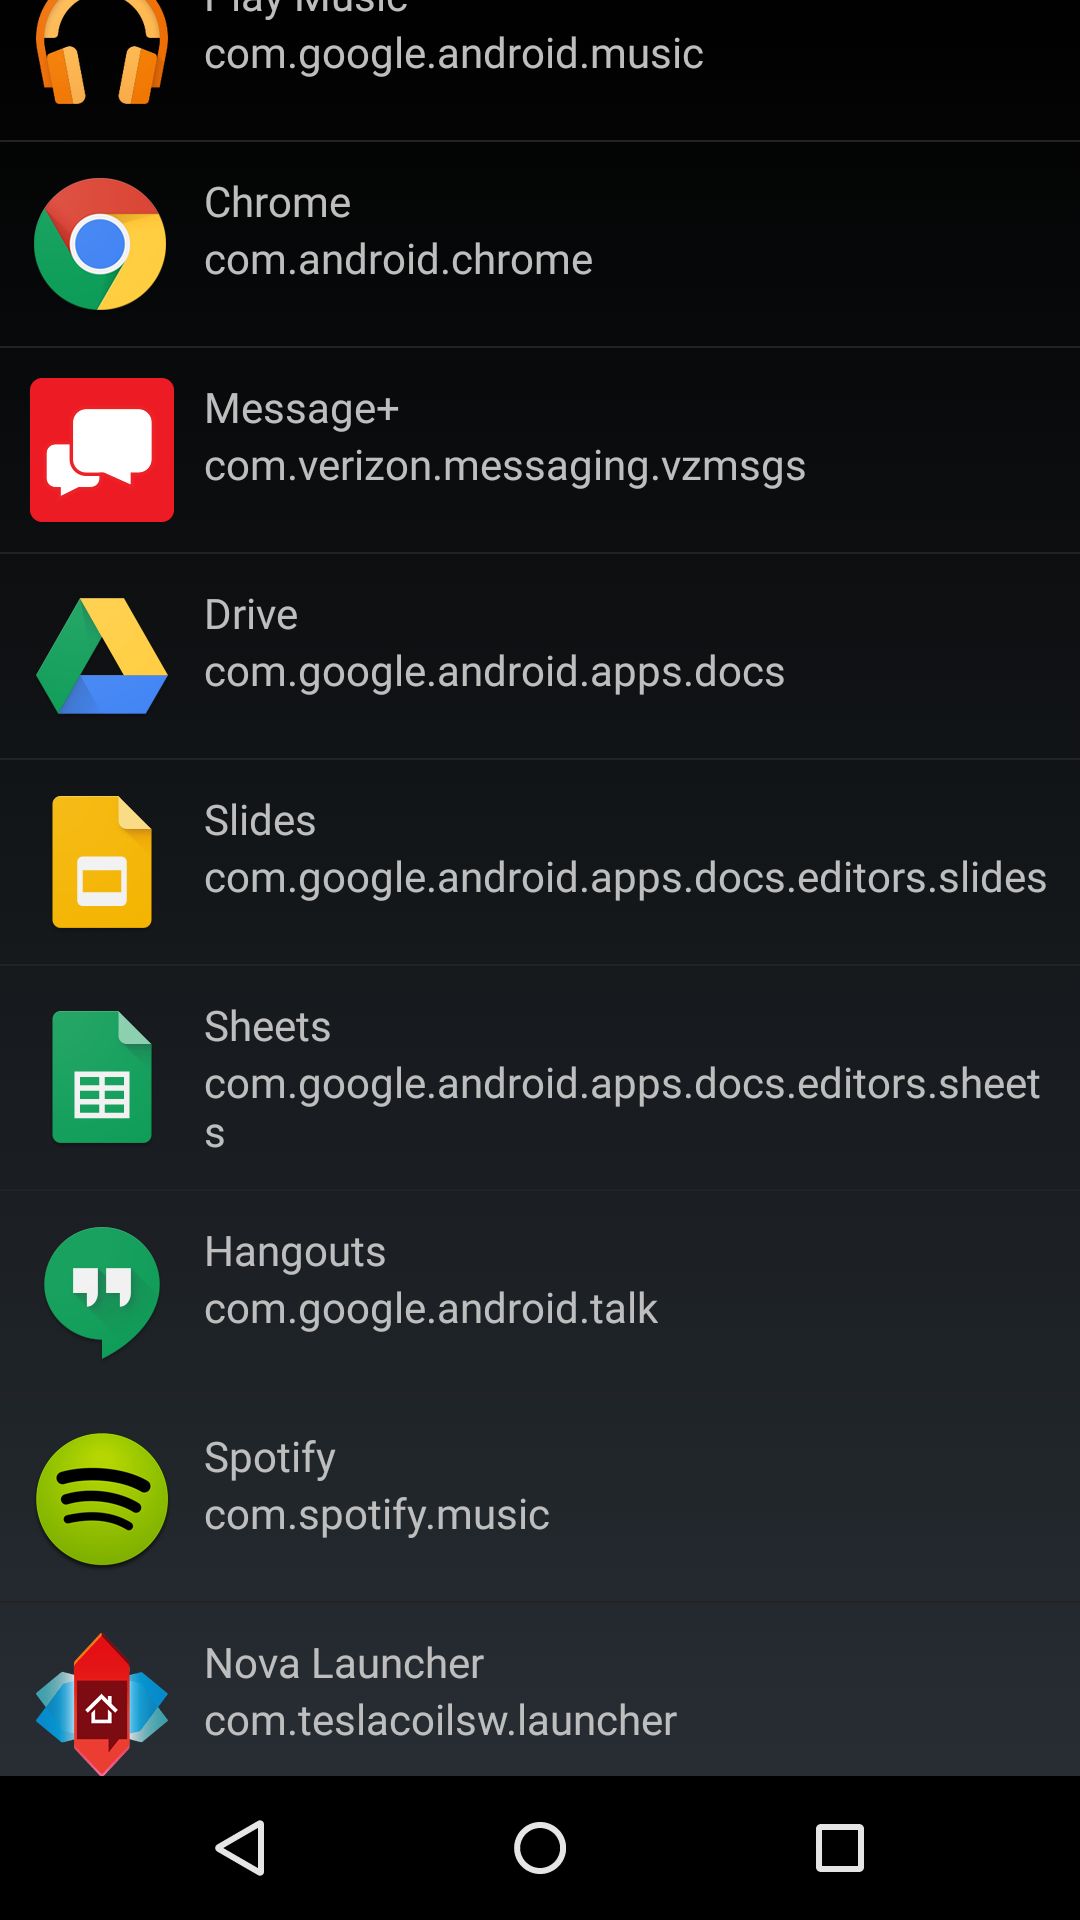 Play Music
com.google.android.music
Chrome
com.android.chrome
Message+
com.verizon.messaging.vzmsgs
Drive
com.google.android.apps.docs
Slides
com.google.android.apps.docs.editors.slides
Sheets
com.google.android.apps.docs.editors.sheet
s
Hangouts
com.google.android.talk
Spotify
com.spotify.music
Nova Launcher
com.teslacoilsw.launcher